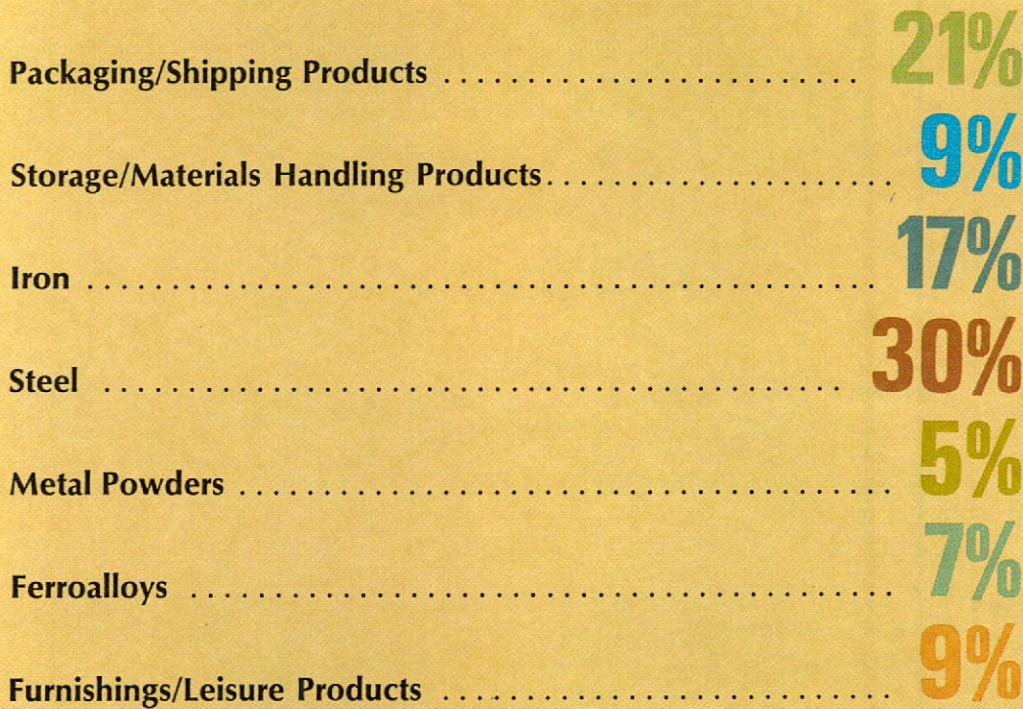 Packaging/Shipping Products ......................... 21%
Storage/Materials Handling Products..................... 9%
Iron ................................................ 17%
Steel ............................................. 30%
Metal Powders ........................................ 5%
Ferroalloys ........................................... 7%
Furnishings/Leisure Products ........................... 9%